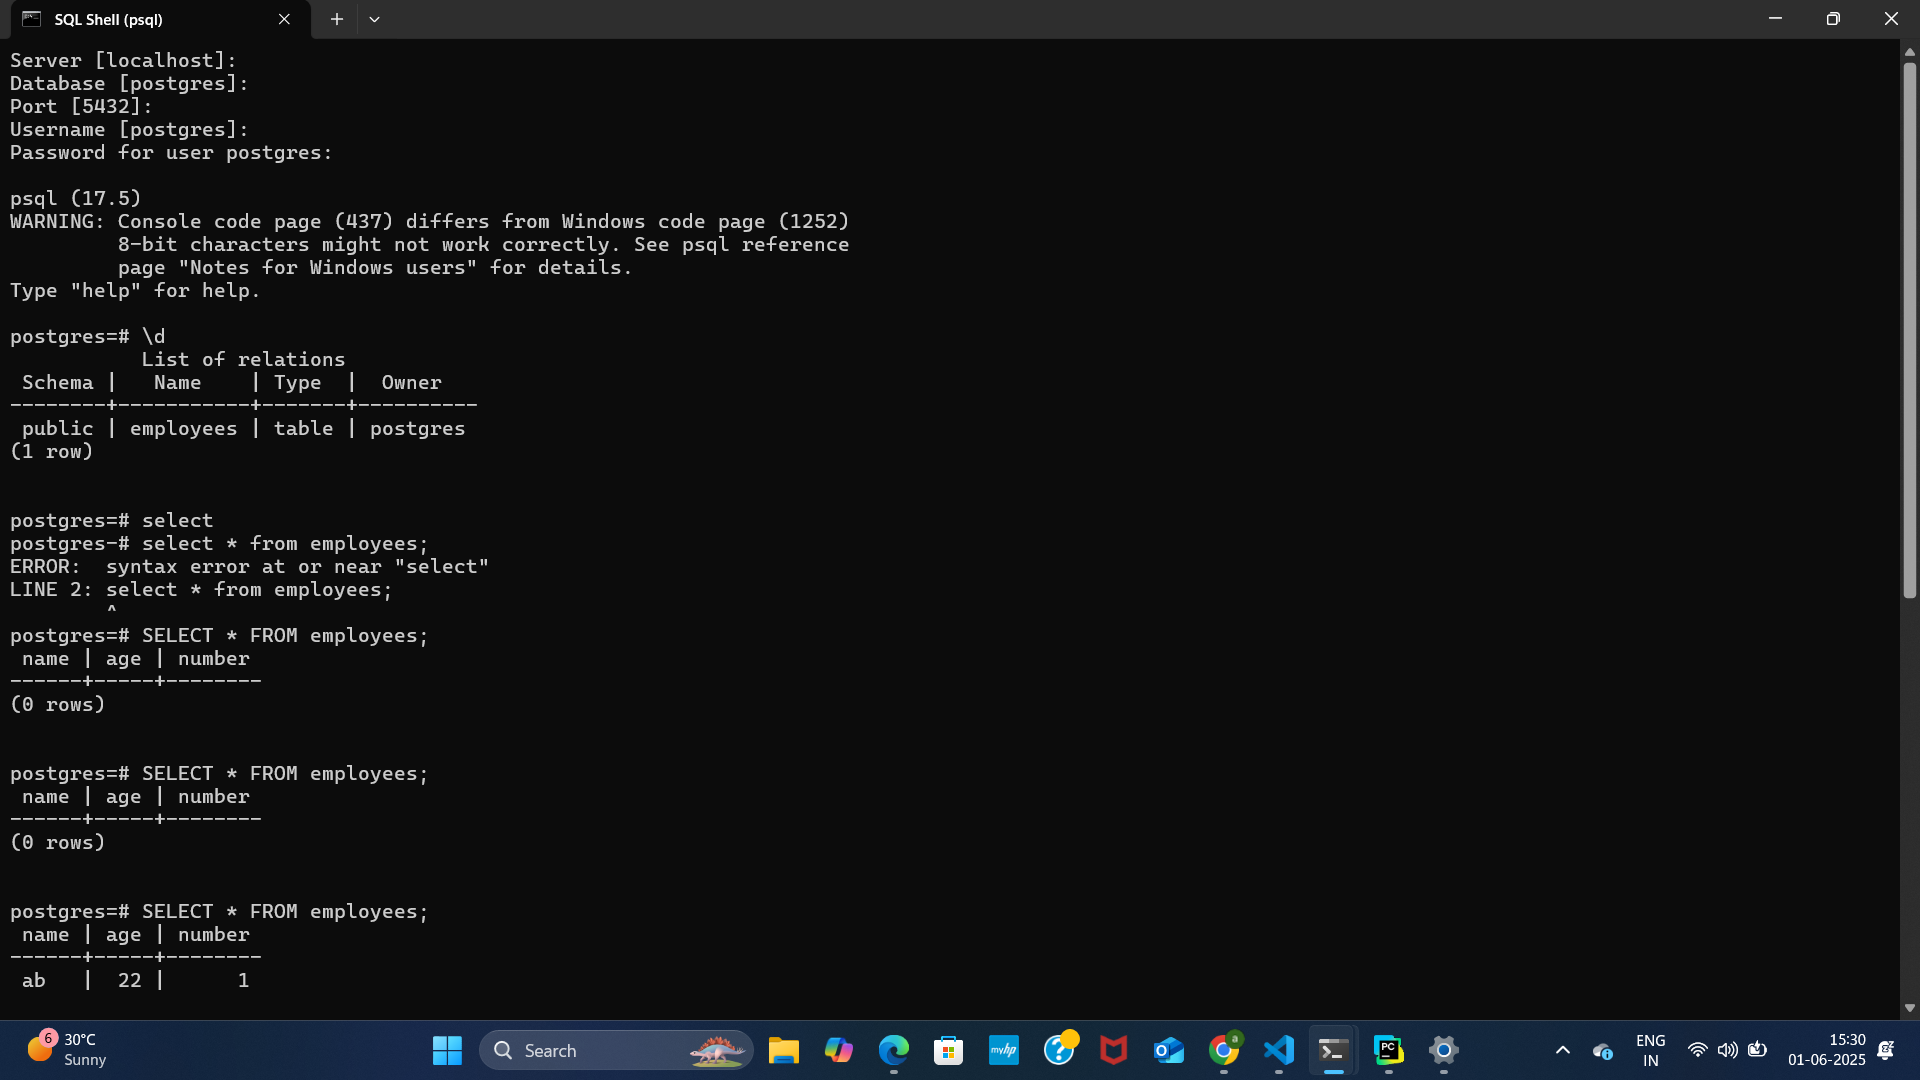 SQL Shell (psql)
Server [localhost]:
Database [postgres]:
Port [5432]:
Username [postgres]:
Password for user postgres:
psql (17.5)
WARNING: Console code page (437) differs from Windows code page (1252)
         8-bit characters might not work correctly. See psql reference
         page "Notes for Windows users" for details.
Type "help" for help.
postgres=# \d
           List of relations
 Schema |   Name    | Type  |  Owner
--------+-----------+-------+----------
 public | employees | table | postgres
(1 row)
postgres=# select
postgres-# select * from employees;
ERROR:  syntax error at or near "select"
LINE 2: select * from employees;
        ^
postgres=# SELECT * FROM employees;
 name | age | number
------+-----+--------
(0 rows)
postgres=# SELECT * FROM employees;
 name | age | number
------+-----+--------
(0 rows)
postgres=# SELECT * FROM employees;
 name | age | number
------+-----+--------
 ab   |  22 |      1
6
30°C
Sunny
Search
myhp
?
O
a
PC
ENG
IN
15:30
01-06-2025